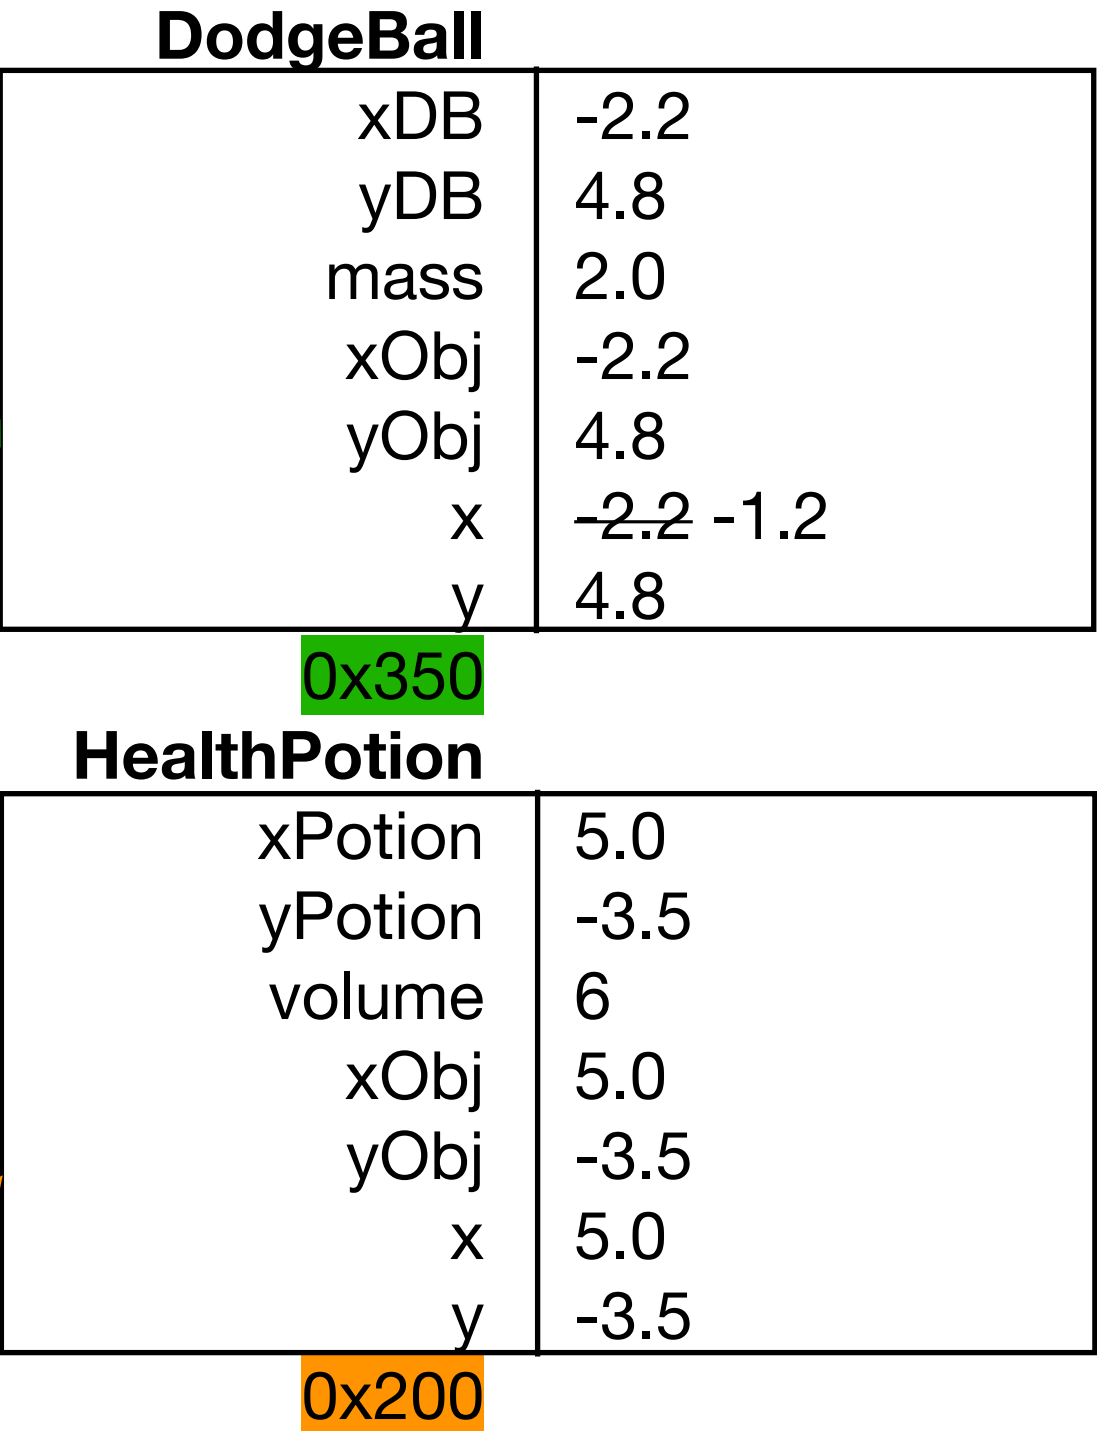 DodgeBall
xDB -2.2
yDB 4.8
mass 2.0
xObj -2.2
yObj 4.8
x -2.2 -1.2
y 4.8
0x350
HealthPotion
xPotion 5.0
yPotion -3.5
volume 6
xObj 5.0
yObj -3.5
x 5.0
y -3.5
0x200